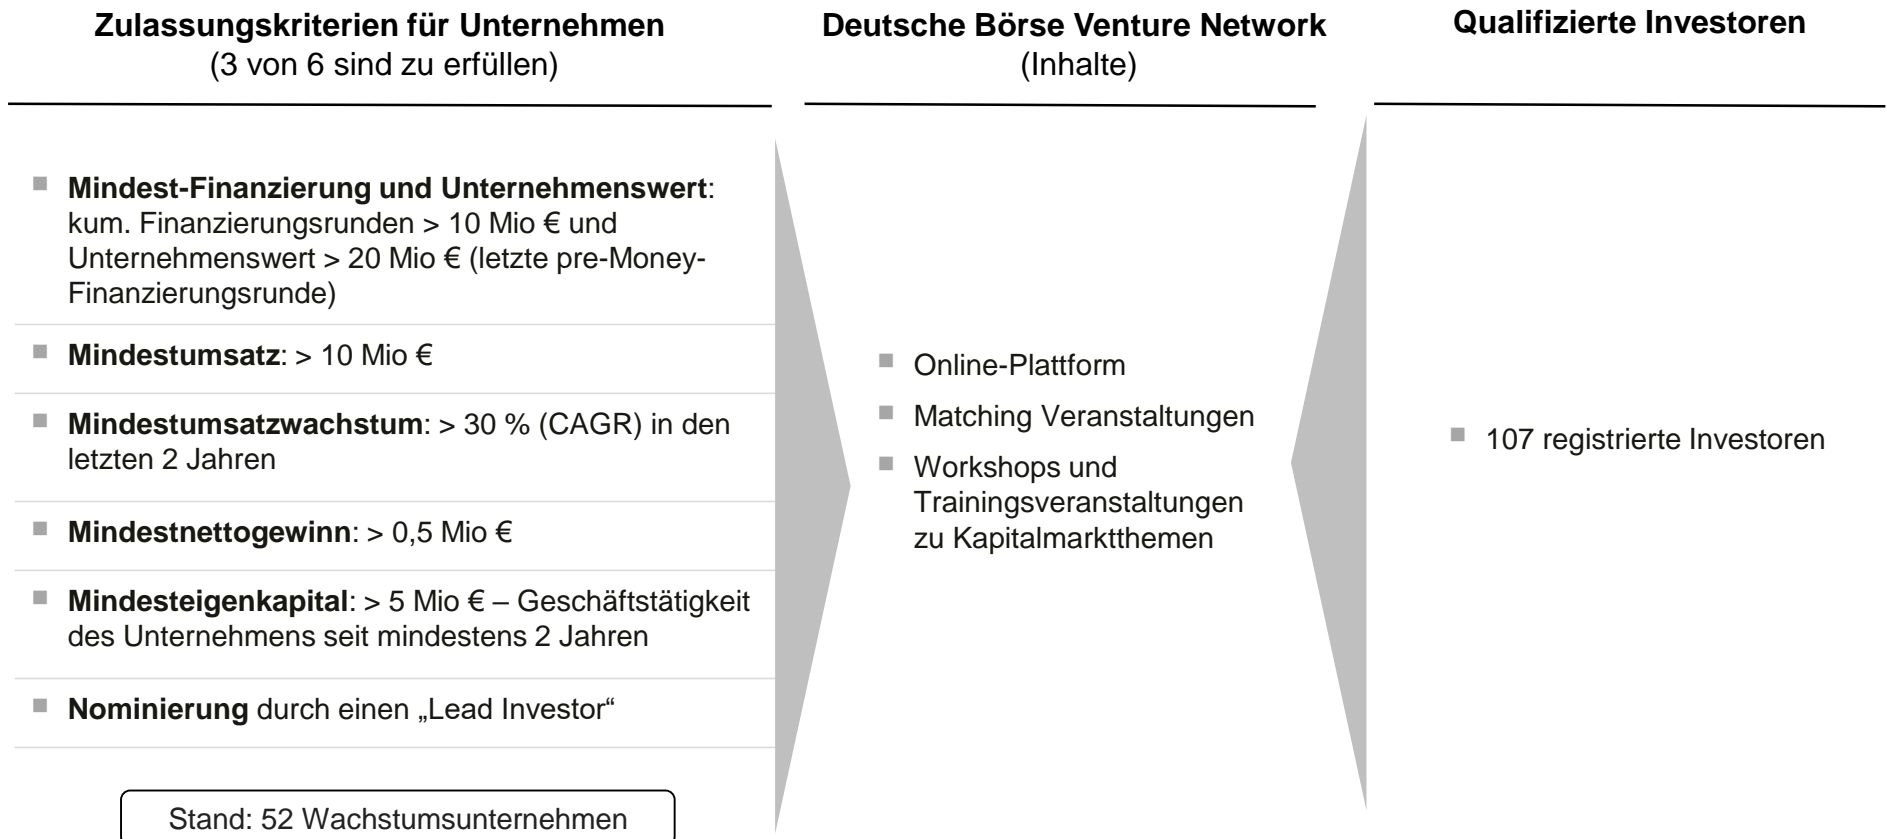 Zulassungskriterien für Unternehmen
(3 von 6 sind zu erfüllen)
Mindest-Finanzierung und Unternehmenswert:
kum. Finanzierungsrunden > 10 Mio € und
Unternehmenswert > 20 Mio € (letzte pre-Money-
Finanzierungsrunde)
Mindestumsatz: > 10 Mio €
Mindestumsatzwachstum: > 30 % (CAGR) in den
letzten 2 Jahren
Mindestnettogewinn: > 0,5 Mio €
Mindesteigenkapital: > 5 Mio € – Geschäftstätigkeit
des Unternehmens seit mindestens 2 Jahren
Nominierung durch einen „Lead Investor“
Stand: 52 Wachstumsunternehmen
Deutsche Börse Venture Network
(Inhalte)
Online-Plattform
Matching Veranstaltungen
Workshops und
Trainingsveranstaltungen
zu Kapitalmarktthemen
Qualifizierte Investoren
107 registrierte Investoren